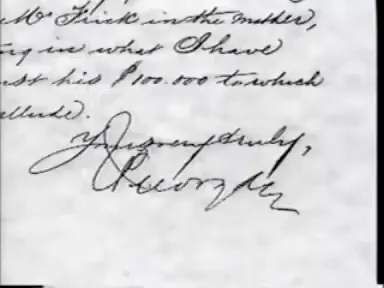 Mr Frick in the matter,
in what I have
his $100.000 to which
allude.
Yours very truly,